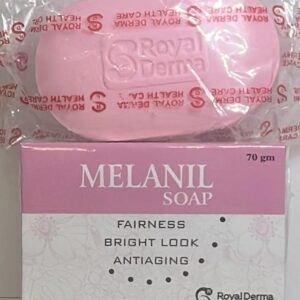 ROYAL DERMA
HEALTH CARE
Royal
Derma
70 gm
MELANIL
SOAP
FAIRNESS
BRIGHT LOOK
ANTIAGING
Royal Derma